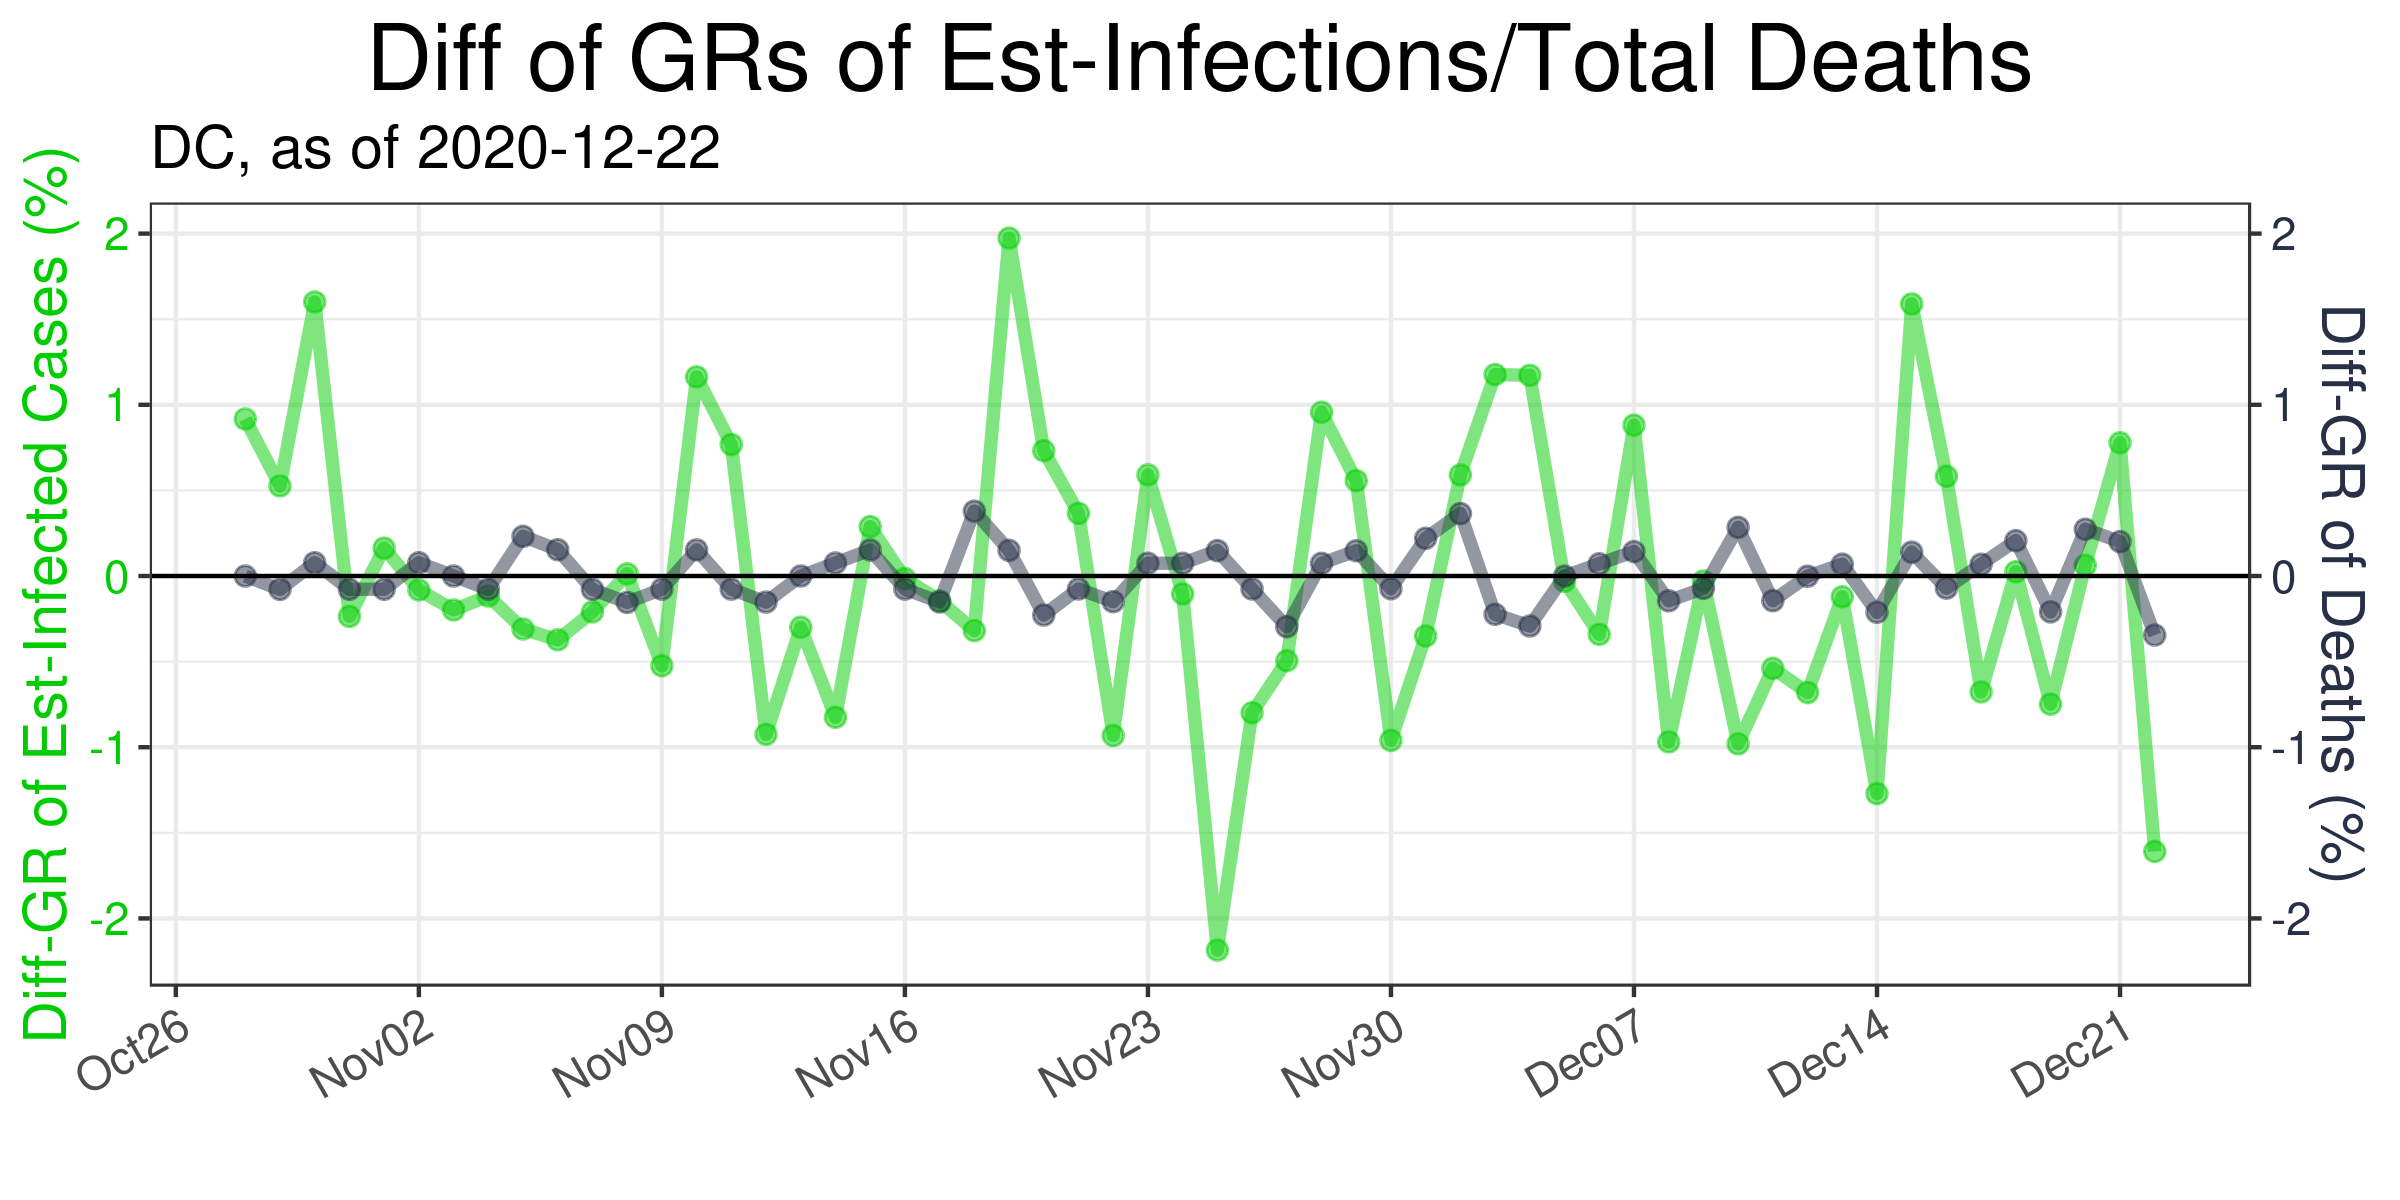 Diff of GRs of Est-Infections/Total Deaths
DC, as of 2020-12-22
Diff-GR of Est-Infected Cases (%)
2
1
0
-1
-2
2
1
0
-1
-2
Diff-GR of Deaths (%)
Oct26
Nov02
Nov09
Nov16
Nov23
Nov30
Dec07
Dec14
Dec21